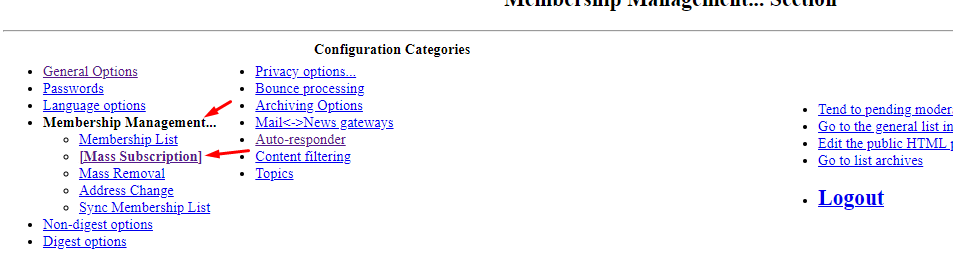 Membership Management... Section
Configuration Categories
General Options
Passwords
Language options
Membership Management...
Membership List
[Mass Subscription]
Mass Removal
Address Change
Sync Membership List
Non-digest options
Digest options
Privacy options...
Bounce processing
Archiving Options
Mail<->News gateways
Auto-responder
Content filtering
Topics
Tend to pending moder
Go to the general list in
Edit the public HTML p
Go to list archives
Logout